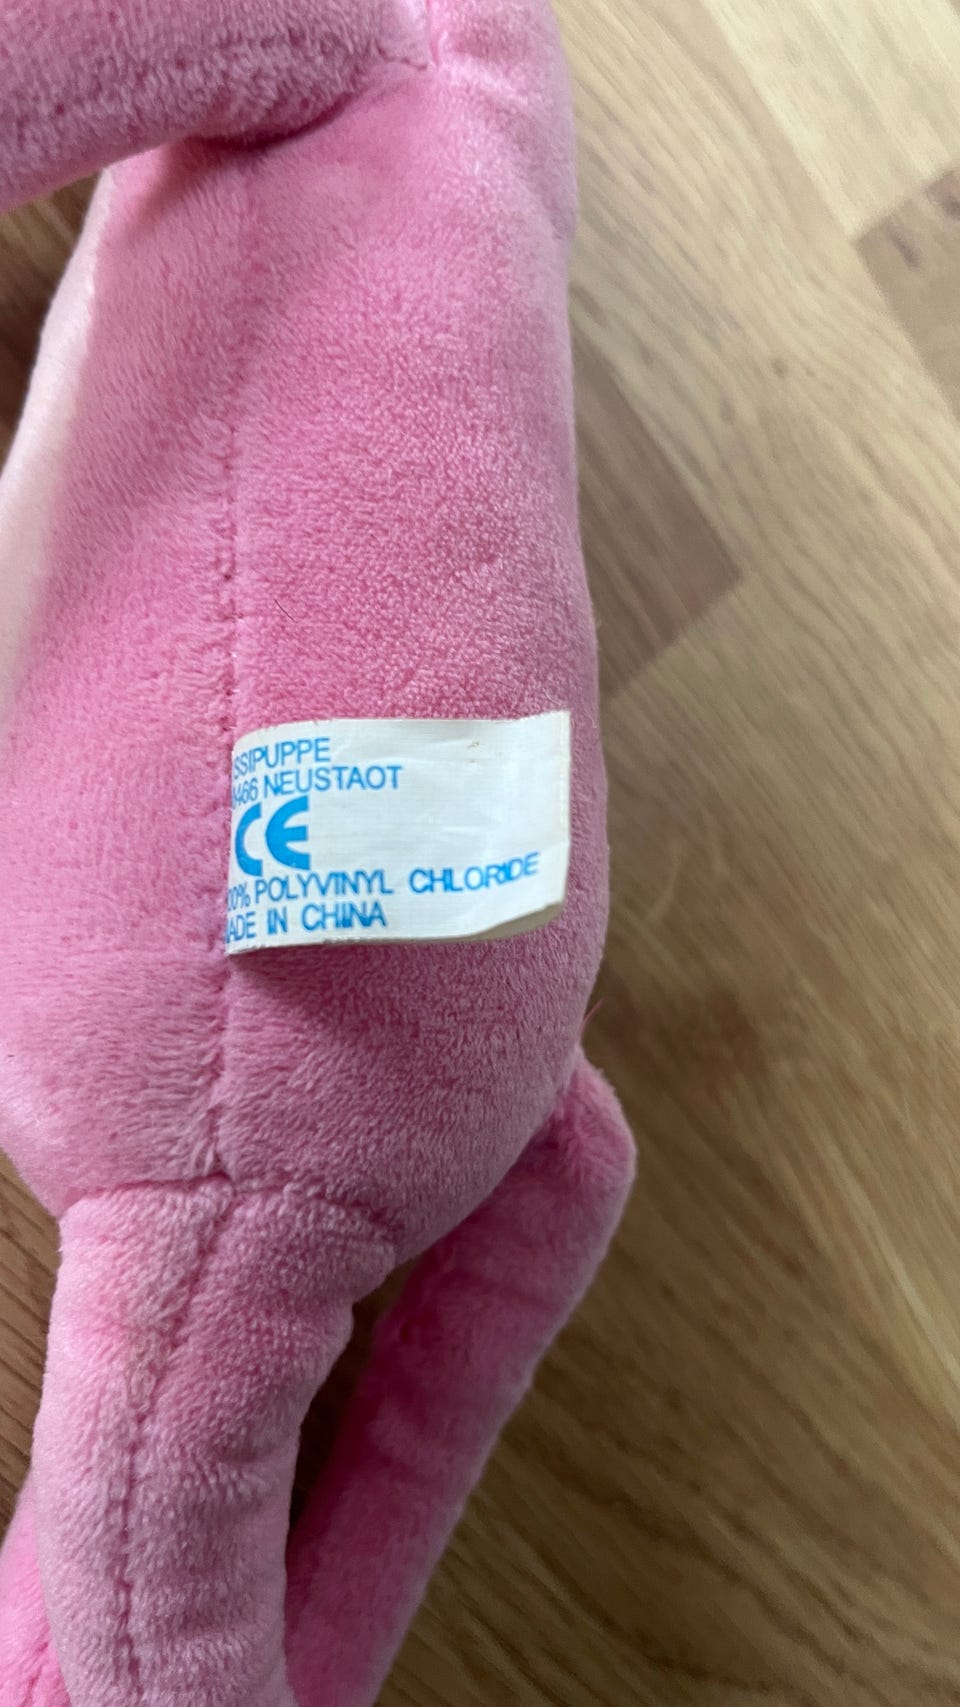 SSIPUPPE
466 NEUSTAOT
CE
00% POLYVINYL CHLORIDE
ADE IN CHINA